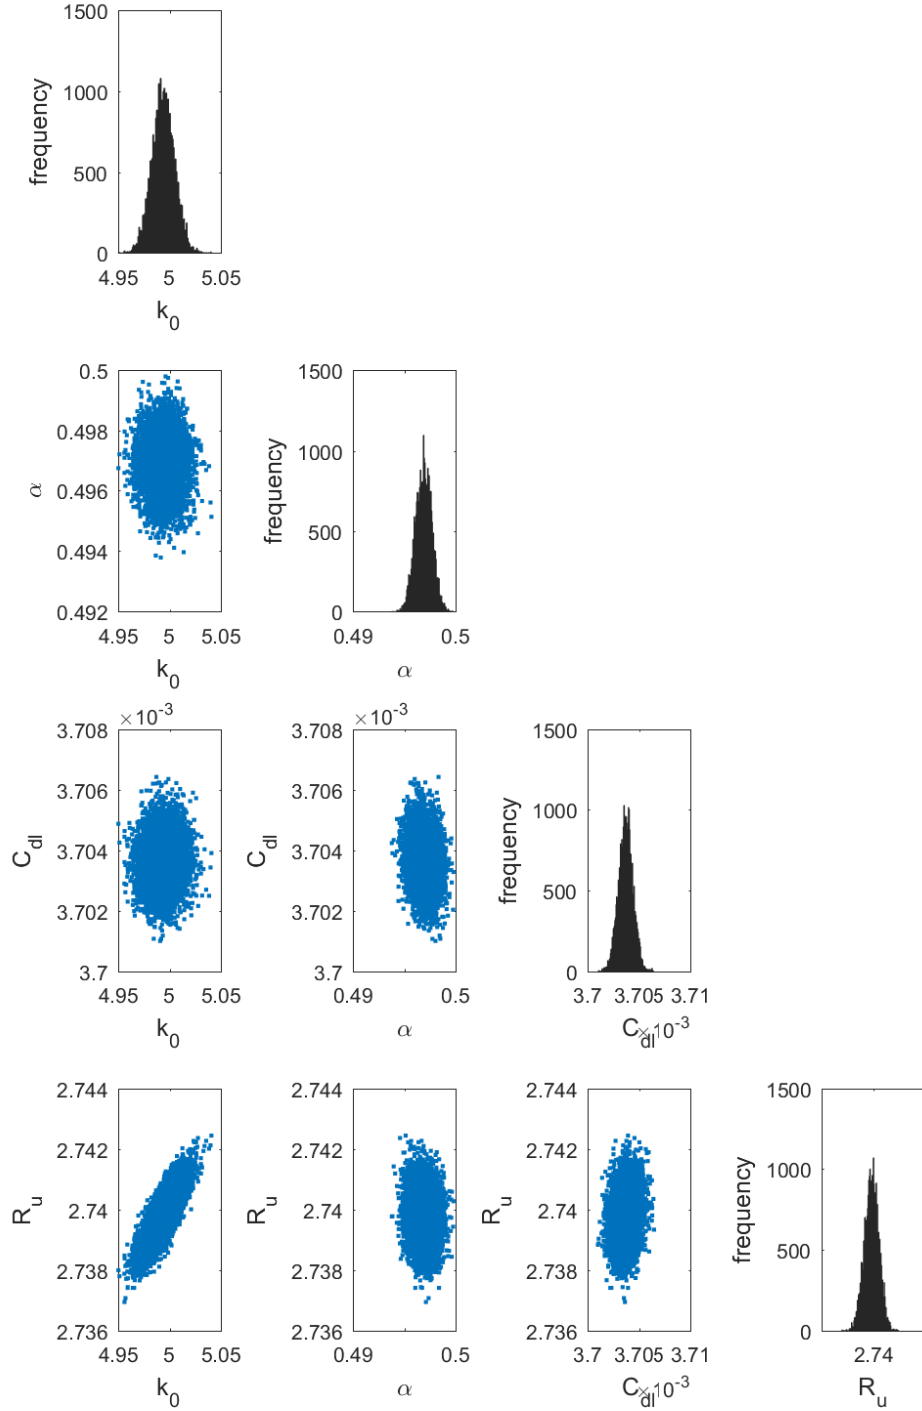 1500
1000
500
0
frequency
4.95 5 5.05
k0
0.5
0.498
0.496
0.494
0.492
α
4.95 5 5.05
k0
1500
1000
500
0
frequency
0.49 0.5
α
×10-3
3.708
3.706
3.704
3.702
3.7
Cdl
4.95 5 5.05
k0
×10-3
3.708
3.706
3.704
3.702
3.7
Cdl
0.49 0.5
α
1500
1000
500
0
frequency
3.7 3.705 3.71
Cdl ×10-3
2.744
2.742
2.74
2.738
2.736
Ru
4.95 5 5.05
k0
2.744
2.742
2.74
2.738
2.736
Ru
0.49 0.5
α
2.744
2.742
2.74
2.738
2.736
Ru
3.7 3.705 3.71
Cdl ×10-3
1500
1000
500
0
frequency
2.74
Ru